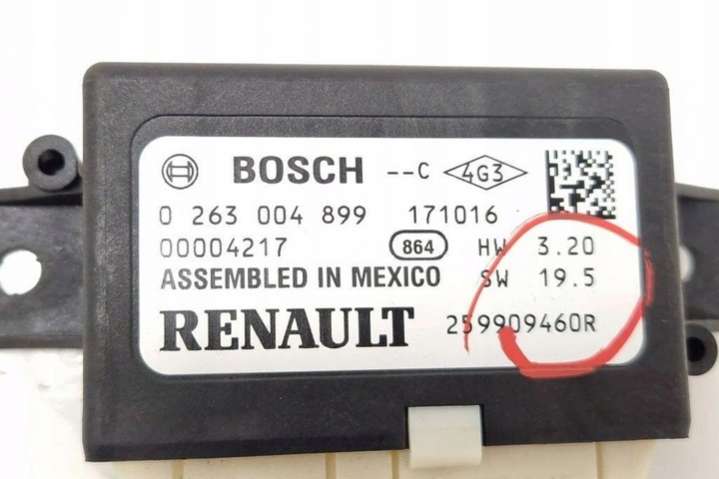 BOSCH --C 4G3
0 263 004 899 171016
00004217 864 HW 3.20
ASSEMBLED IN MEXICO SW 19.5
RENAULT 259909460R